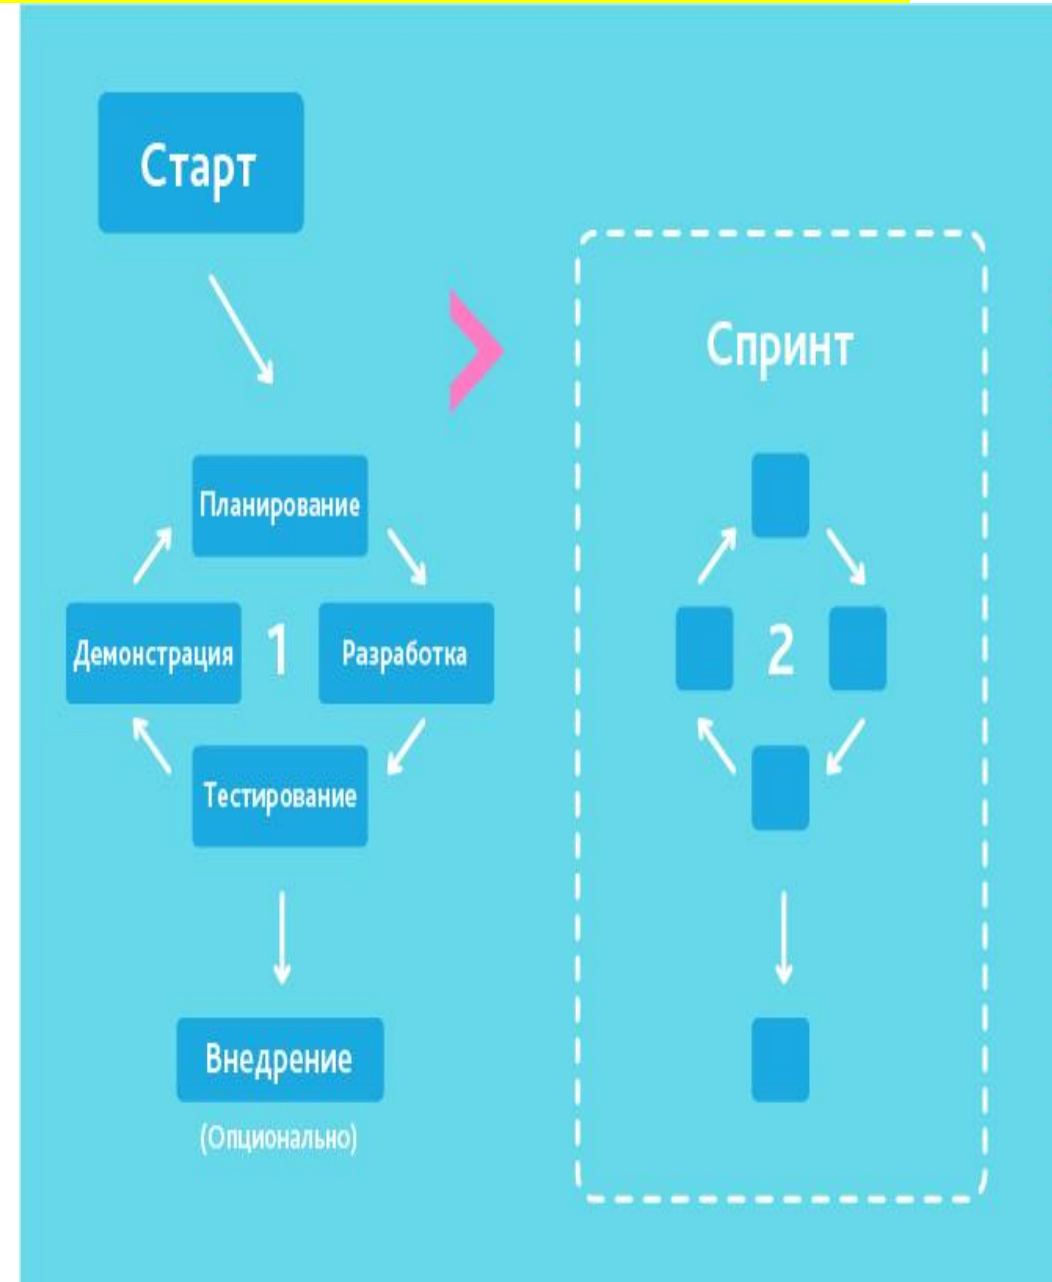 Старт
Планирование
Демонстрация
1
Разработка
Тестирование
Внедрение
(Опционально)
Спринт
2